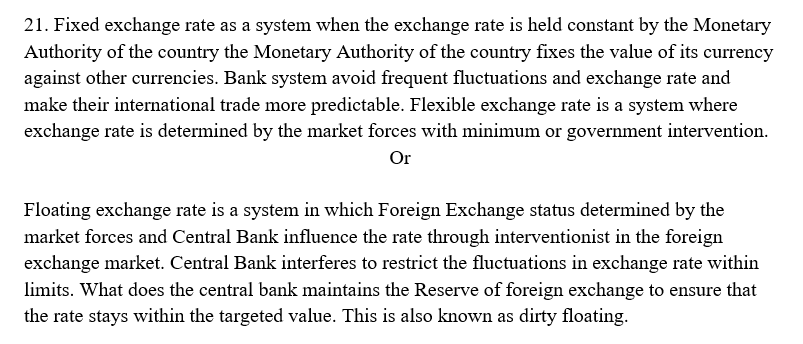 21. Fixed exchange rate as a system when the exchange rate is held constant by the Monetary
Authority of the country the Monetary Authority of the country fixes the value of its currency
against other currencies. Bank system avoid frequent fluctuations and exchange rate and
make their international trade more predictable. Flexible exchange rate is a system where
exchange rate is determined by the market forces with minimum or government intervention.
Or
Floating exchange rate is a system in which Foreign Exchange status determined by the
market forces and Central Bank influence the rate through interventionist in the foreign
exchange market. Central Bank interferes to restrict the fluctuations in exchange rate within
limits. What does the central bank maintains the Reserve of foreign exchange to ensure that
the rate stays within the targeted value. This is also known as dirty floating.